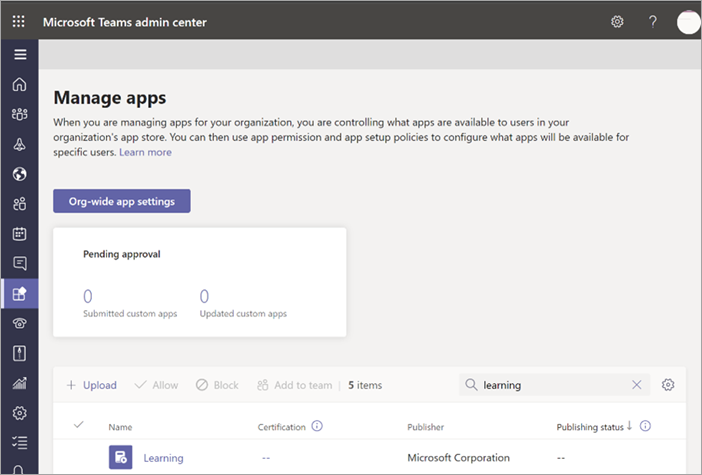 Microsoft Teams admin center
?
Manage apps
When you are managing apps for your organization, you are controlling what apps are available to users in your
organization's app store. You can then use app permission and app setup policies to configure what apps will be available for
specific users. Learn more
Org-wide app settings
Pending approval
0 0
Submitted custom apps Updated custom apps
+ Upload Allow Block Add to team | 5 items learning
Name Certification Publisher Publishing status ↓
Learning -- Microsoft Corporation --